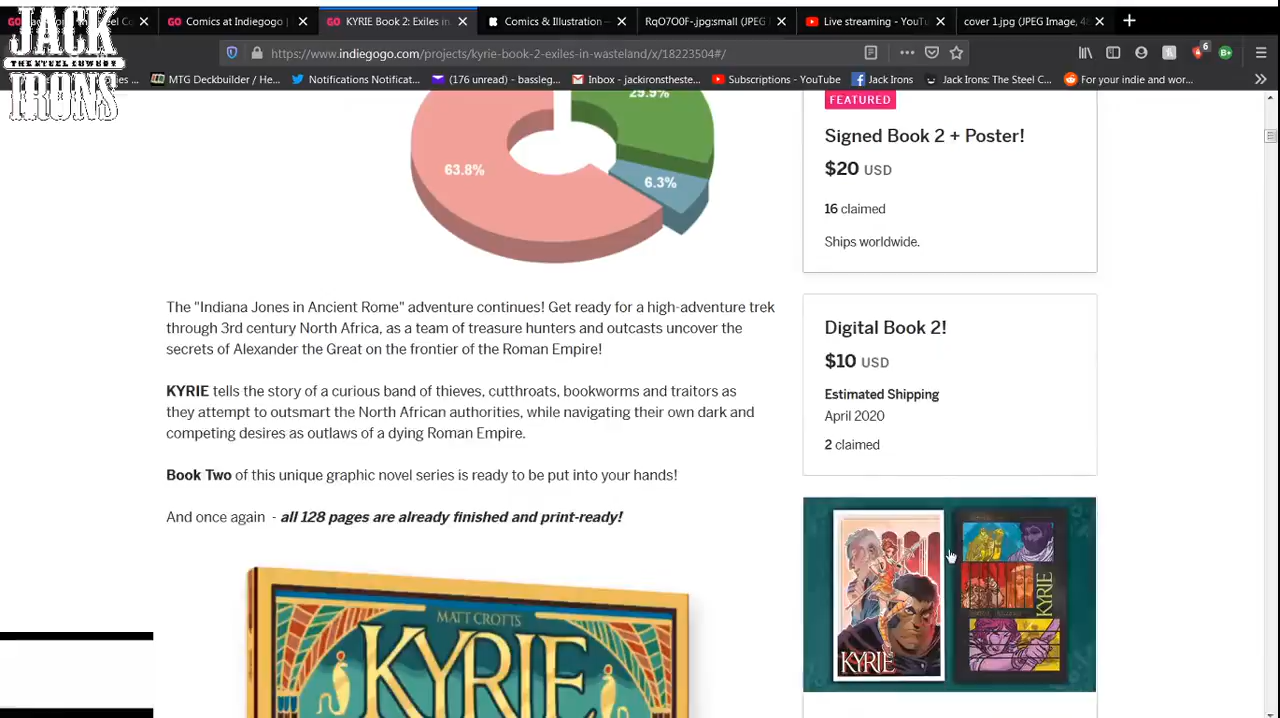 JACK
THE STEEL COWBOY
IRONS
Comics at Indiegogo
KYRIE Book 2: Exiles in
Comics & Illustration —
RqO7O0F-.jpg:small (JPEG I
Live streaming - YouTu
cover 1.jpg (JPEG Image, 48
https://www.indiegogo.com/projects/kyrie-book-2-exiles-in-wasteland/x/18223504#/
6
MTG Deckbuilder / He...
Notifications Notificat...
(176 unread) - bassleg...
Inbox - jackironstheste...
Subscriptions - YouTube
Jack Irons
Jack Irons: The Steel C...
For your indie and wor...
29.9%
63.8%
6.3%
FEATURED
Signed Book 2 + Poster!
$20 USD
16 claimed
Ships worldwide.
The "Indiana Jones in Ancient Rome" adventure continues! Get ready for a high-adventure trek
through 3rd century North Africa, as a team of treasure hunters and outcasts uncover the
secrets of Alexander the Great on the frontier of the Roman Empire!
KYRIE tells the story of a curious band of thieves, cutthroats, bookworms and traitors as
they attempt to outsmart the North African authorities, while navigating their own dark and
competing desires as outlaws of a dying Roman Empire.
Book Two of this unique graphic novel series is ready to be put into your hands!
And once again - all 128 pages are already finished and print-ready!
Digital Book 2!
$10 USD
Estimated Shipping
April 2020
2 claimed
MATT CROTTS
KYRIE
KYRIE
KYRIE